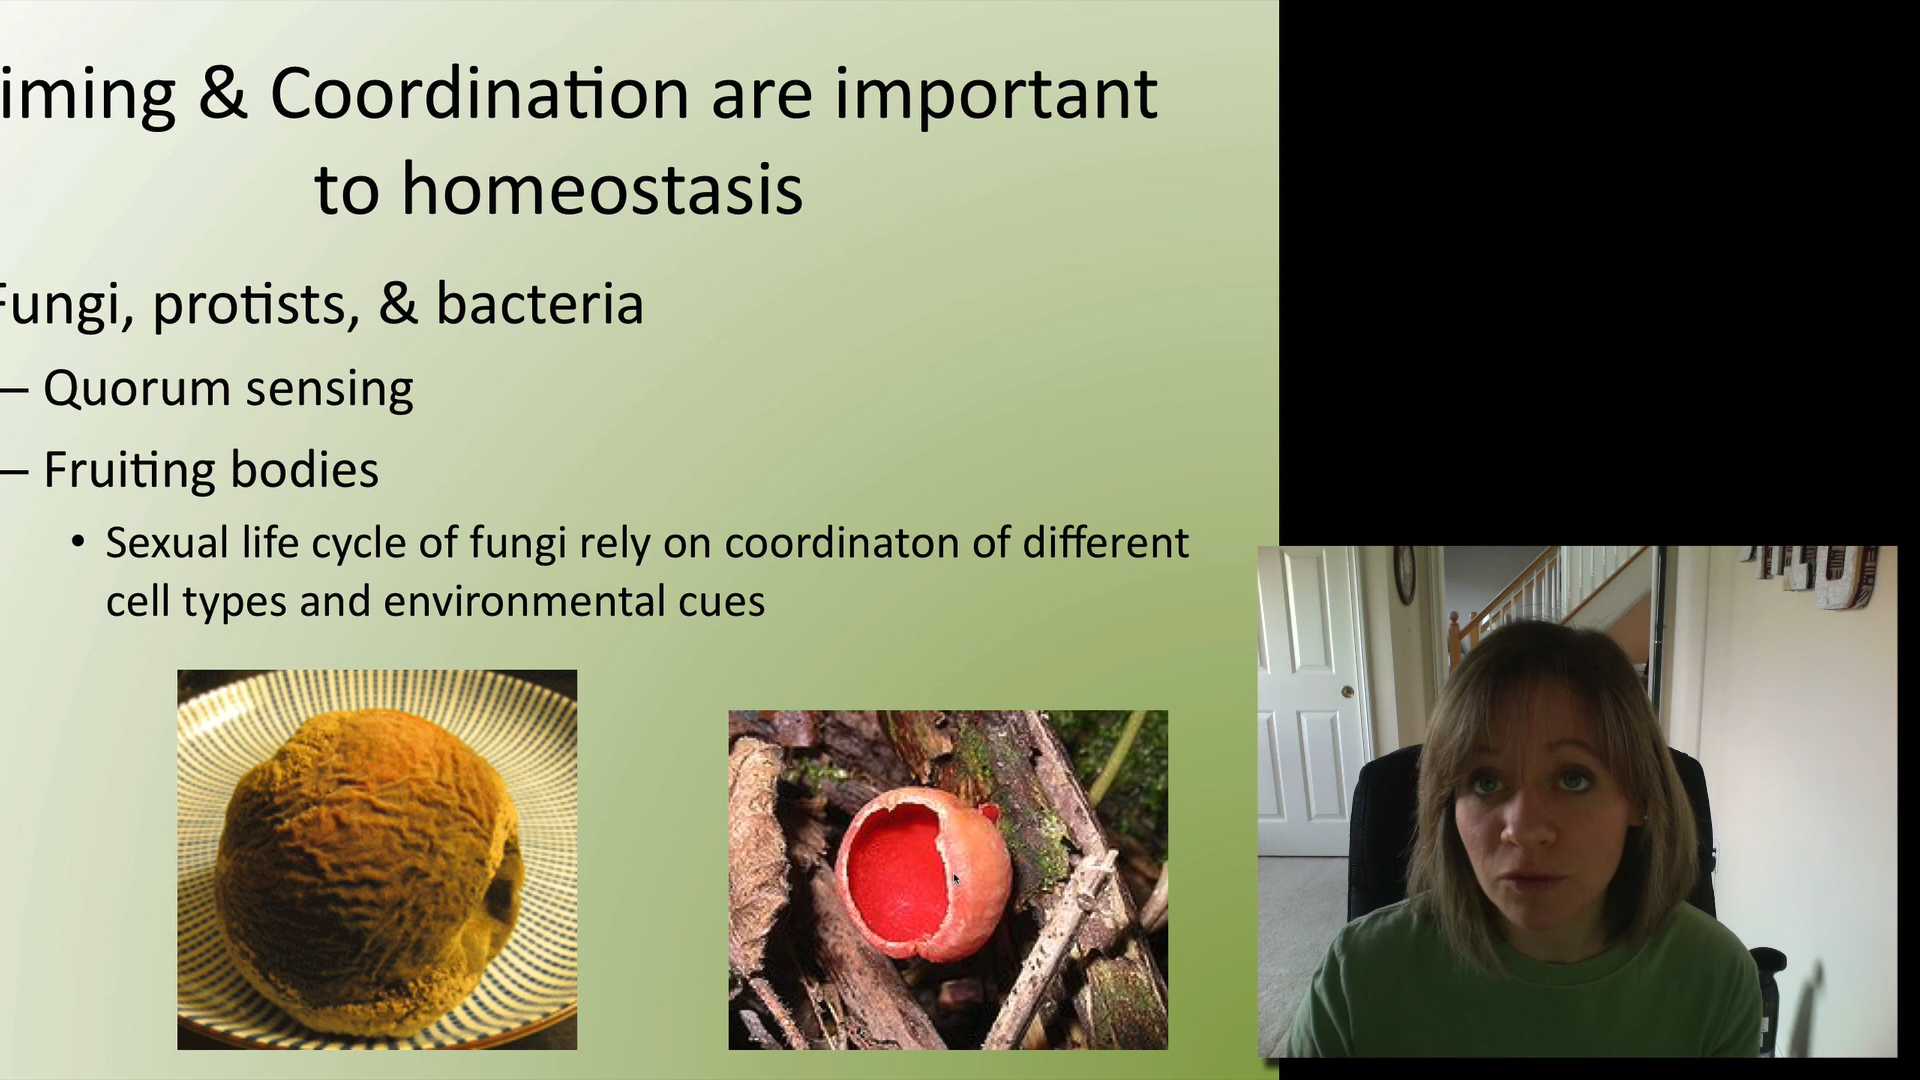 iming & Coordination are important
to homeostasis
Fungi, protists, & bacteria
– Quorum sensing
– Fruiting bodies
• Sexual life cycle of fungi rely on coordinaton of different
cell types and environmental cues